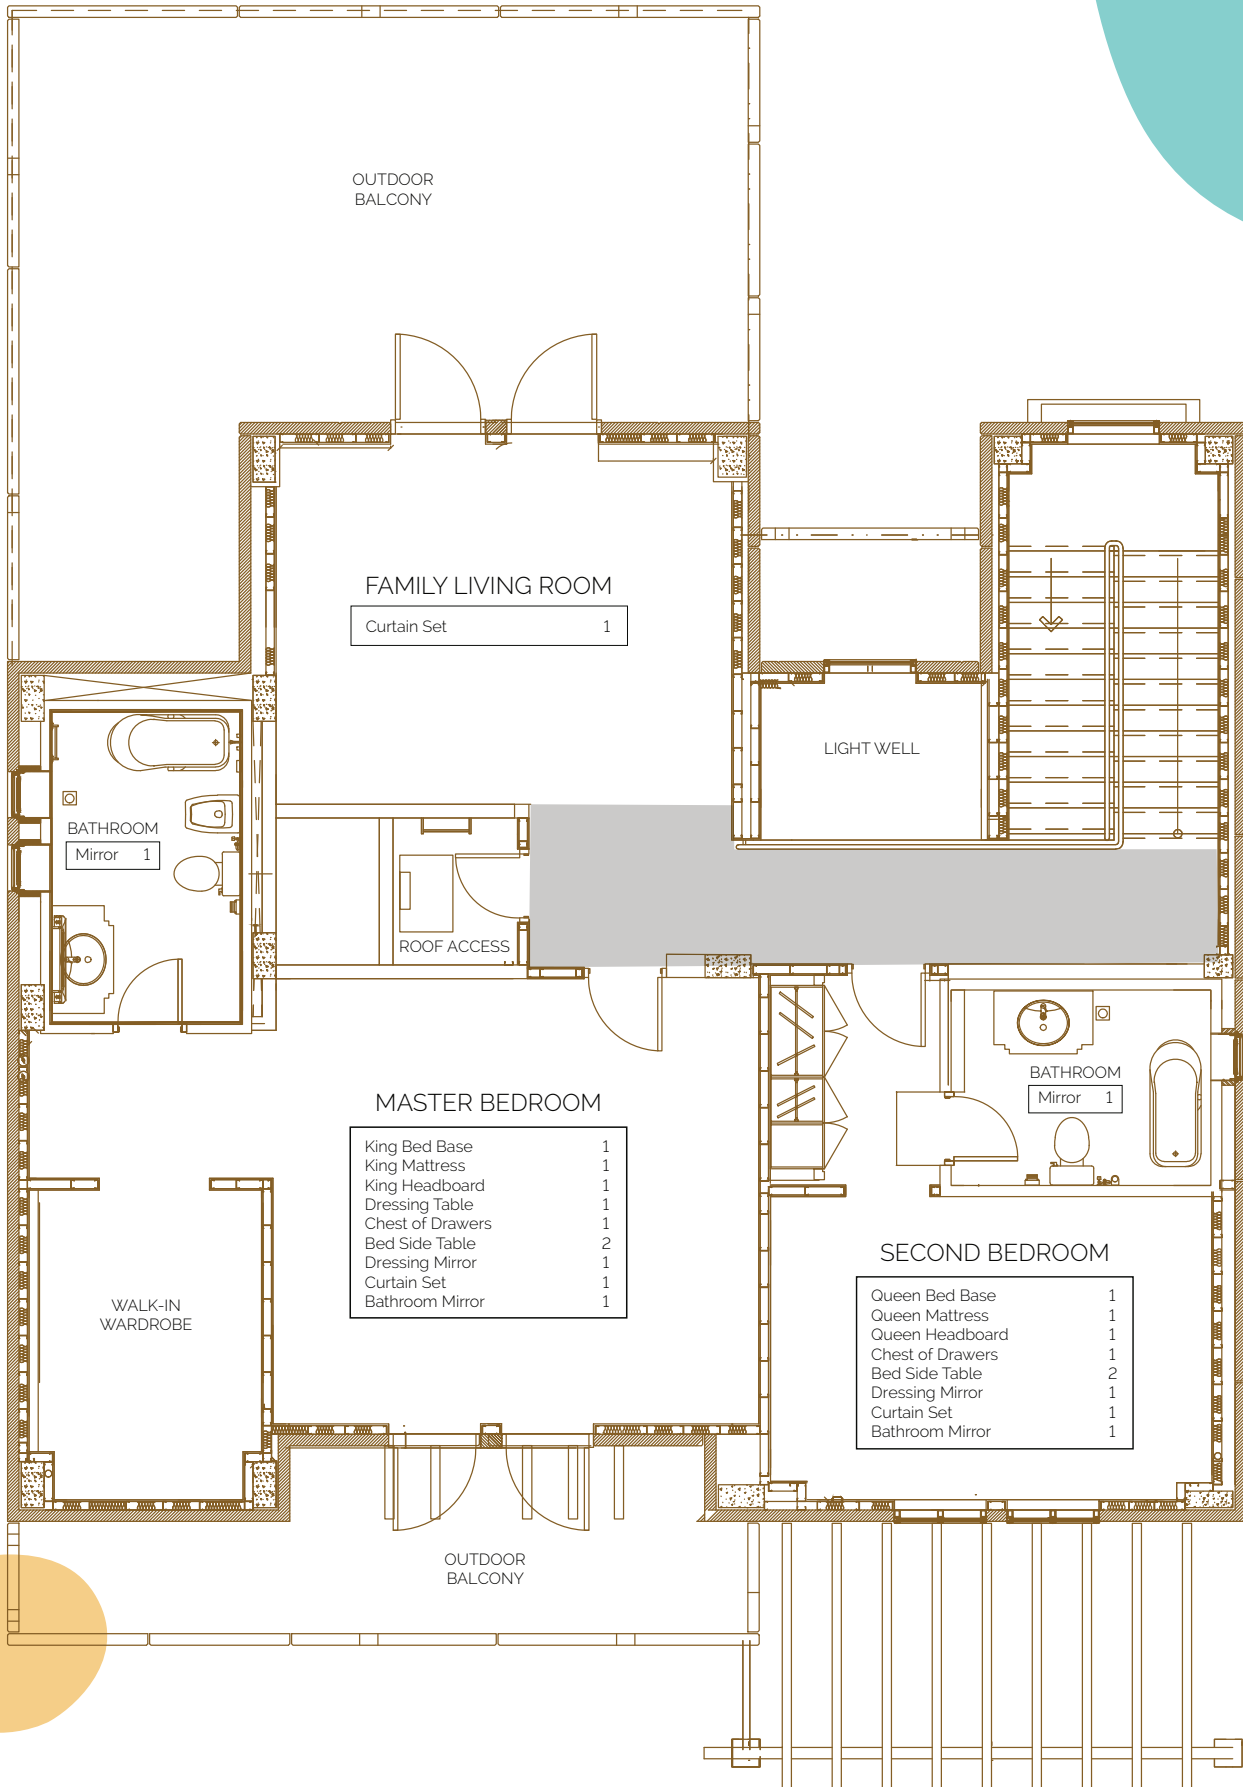 OUTDOOR
BALCONY
FAMILY LIVING ROOM
Curtain Set 1
LIGHT WELL
BATHROOM
Mirror 1
ROOF ACCESS
MASTER BEDROOM
King Bed Base 1
King Mattress 1
King Headboard 1
Dressing Table 1
Chest of Drawers 1
Bed Side Table 2
Dressing Mirror 1
Curtain Set 1
Bathroom Mirror 1
BATHROOM
Mirror 1
WALK-IN
WARDROBE
SECOND BEDROOM
Queen Bed Base 1
Queen Mattress 1
Queen Headboard 1
Chest of Drawers 1
Bed Side Table 2
Dressing Mirror 1
Curtain Set 1
Bathroom Mirror 1
OUTDOOR
BALCONY